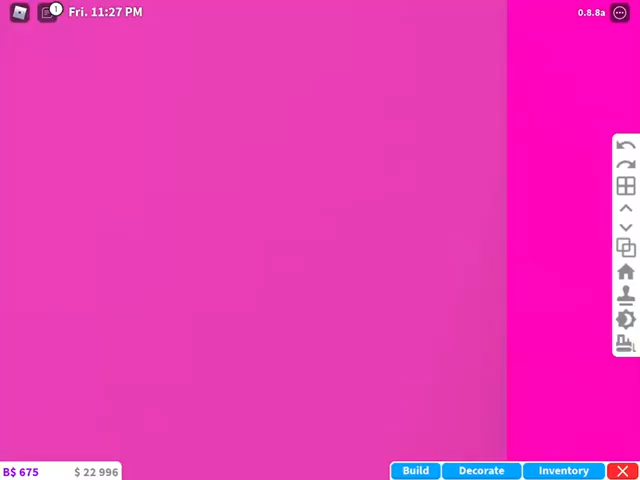 1
Fri. 11:27 PM
0.8.8a
B$ 675
$ 22 996
Build
Decorate
Inventory